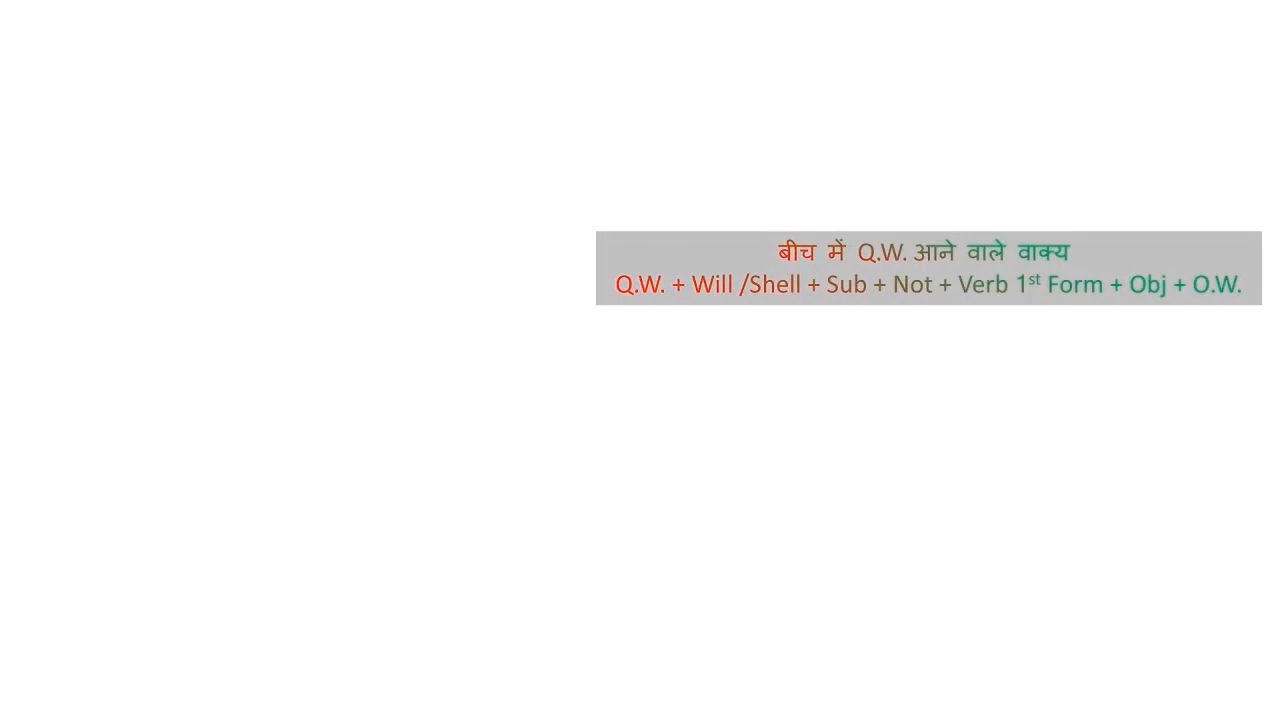 बीच में Q.W. आने वाले वाक्य
Q.W. + Will /Shell + Sub + Not + Verb 1st Form + Obj + O.W.